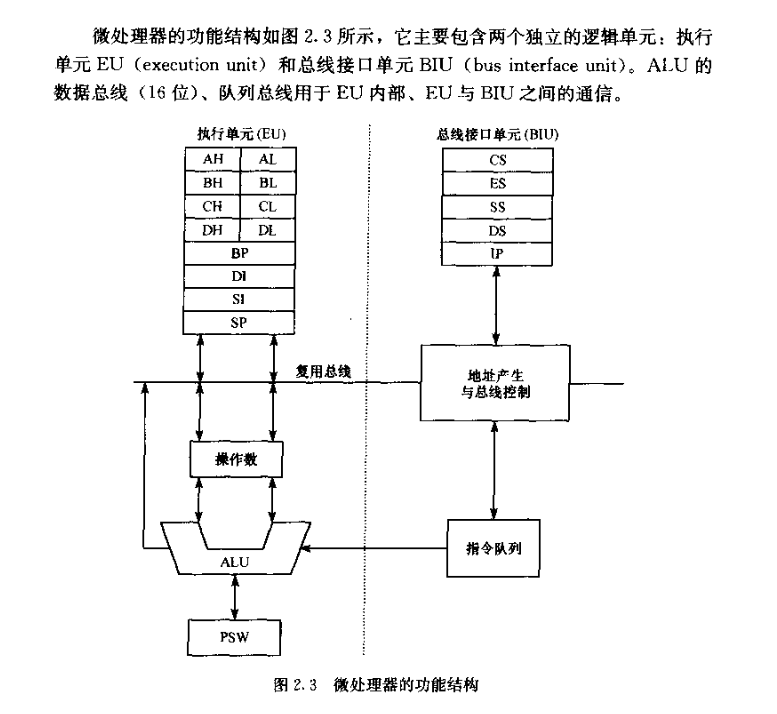 微处理器的功能结构如图 2.3 所示，它主要包含两个独立的逻辑单元：执行
单元 EU（execution unit）和总线接口单元 BIU（bus interface unit）。ALU 的
数据总线（16 位）、队列总线用于 EU 内部、EU 与 BIU 之间的通信。
执行单元(EU)
总线接口单元(BIU)
AH AL
BH BL
CH CL
DH DL
BP
DI
SI
SP
CS
ES
SS
DS
IP
复用总线
地址产生
与总线控制
操作数
ALU
指令队列
PSW
图 2.3 微处理器的功能结构